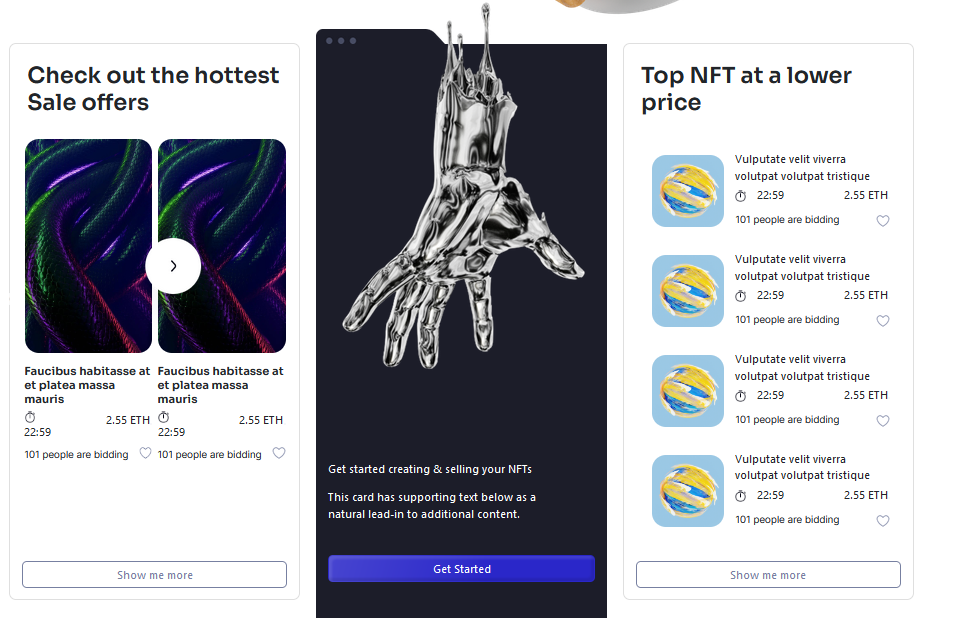 Check out the hottest
Sale offers
Faucibus habitasse at
et platea massa
mauris
22:59
2.55 ETH
101 people are bidding
Faucibus habitasse at
et platea massa
mauris
22:59
2.55 ETH
101 people are bidding
Show me more
Get started creating & selling your NFTs
This card has supporting text below as a
natural lead-in to additional content.
Get Started
Top NFT at a lower
price
Vulputate velit viverra
volutpat volutpat tristique
22:59 2.55 ETH
101 people are bidding
Vulputate velit viverra
volutpat volutpat tristique
22:59 2.55 ETH
101 people are bidding
Vulputate velit viverra
volutpat volutpat tristique
22:59 2.55 ETH
101 people are bidding
Vulputate velit viverra
volutpat volutpat tristique
22:59 2.55 ETH
101 people are bidding
Show me more